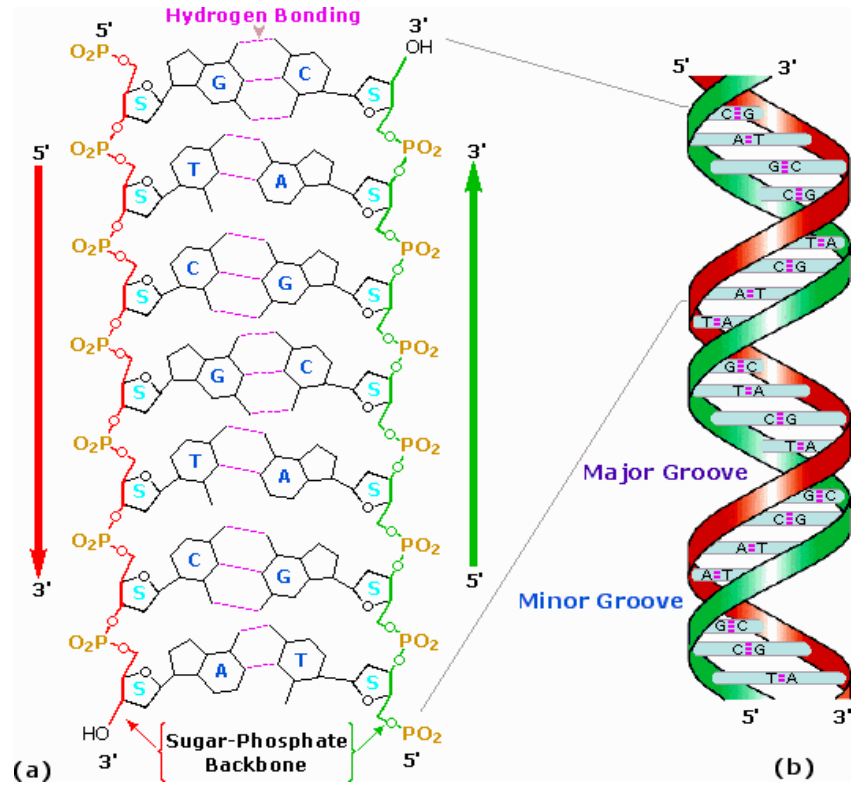 Hydrogen Bonding
5'
3'
O₂P
OH
G
C
S
S
O₂P
PO₂
5'
3'
T
A
S
S
O₂P
PO₂
C
G
S
S
O₂P
PO₂
G
C
S
S
O₂P
PO₂
T
A
S
S
O₂P
PO₂
C
G
S
S
3'
5'
O₂P
PO₂
A
T
S
S
HO
PO₂
3'
Sugar-Phosphate
Backbone
5'
(a)
5'
3'
C G
A T
G C
C G
T A
C G
A T
T A
G C
T A
C G
T A
Major Groove
G C
C G
A T
A T
Minor Groove
G C
C G
T A
5'
3'
(b)